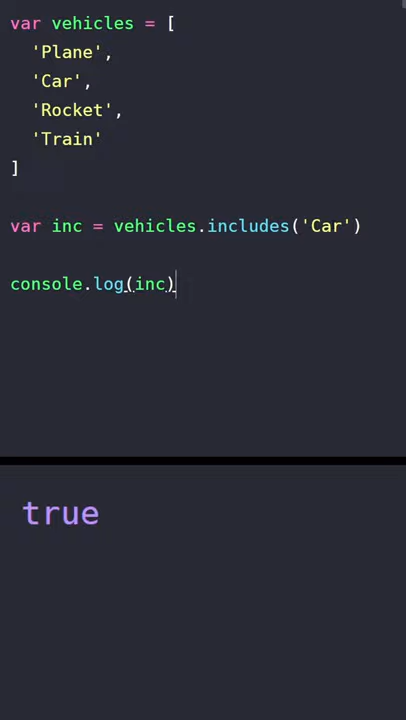 var vehicles = [
  'Plane',
  'Car',
  'Rocket',
  'Train'
]
var inc = vehicles.includes('Car')
console.log(inc)
true